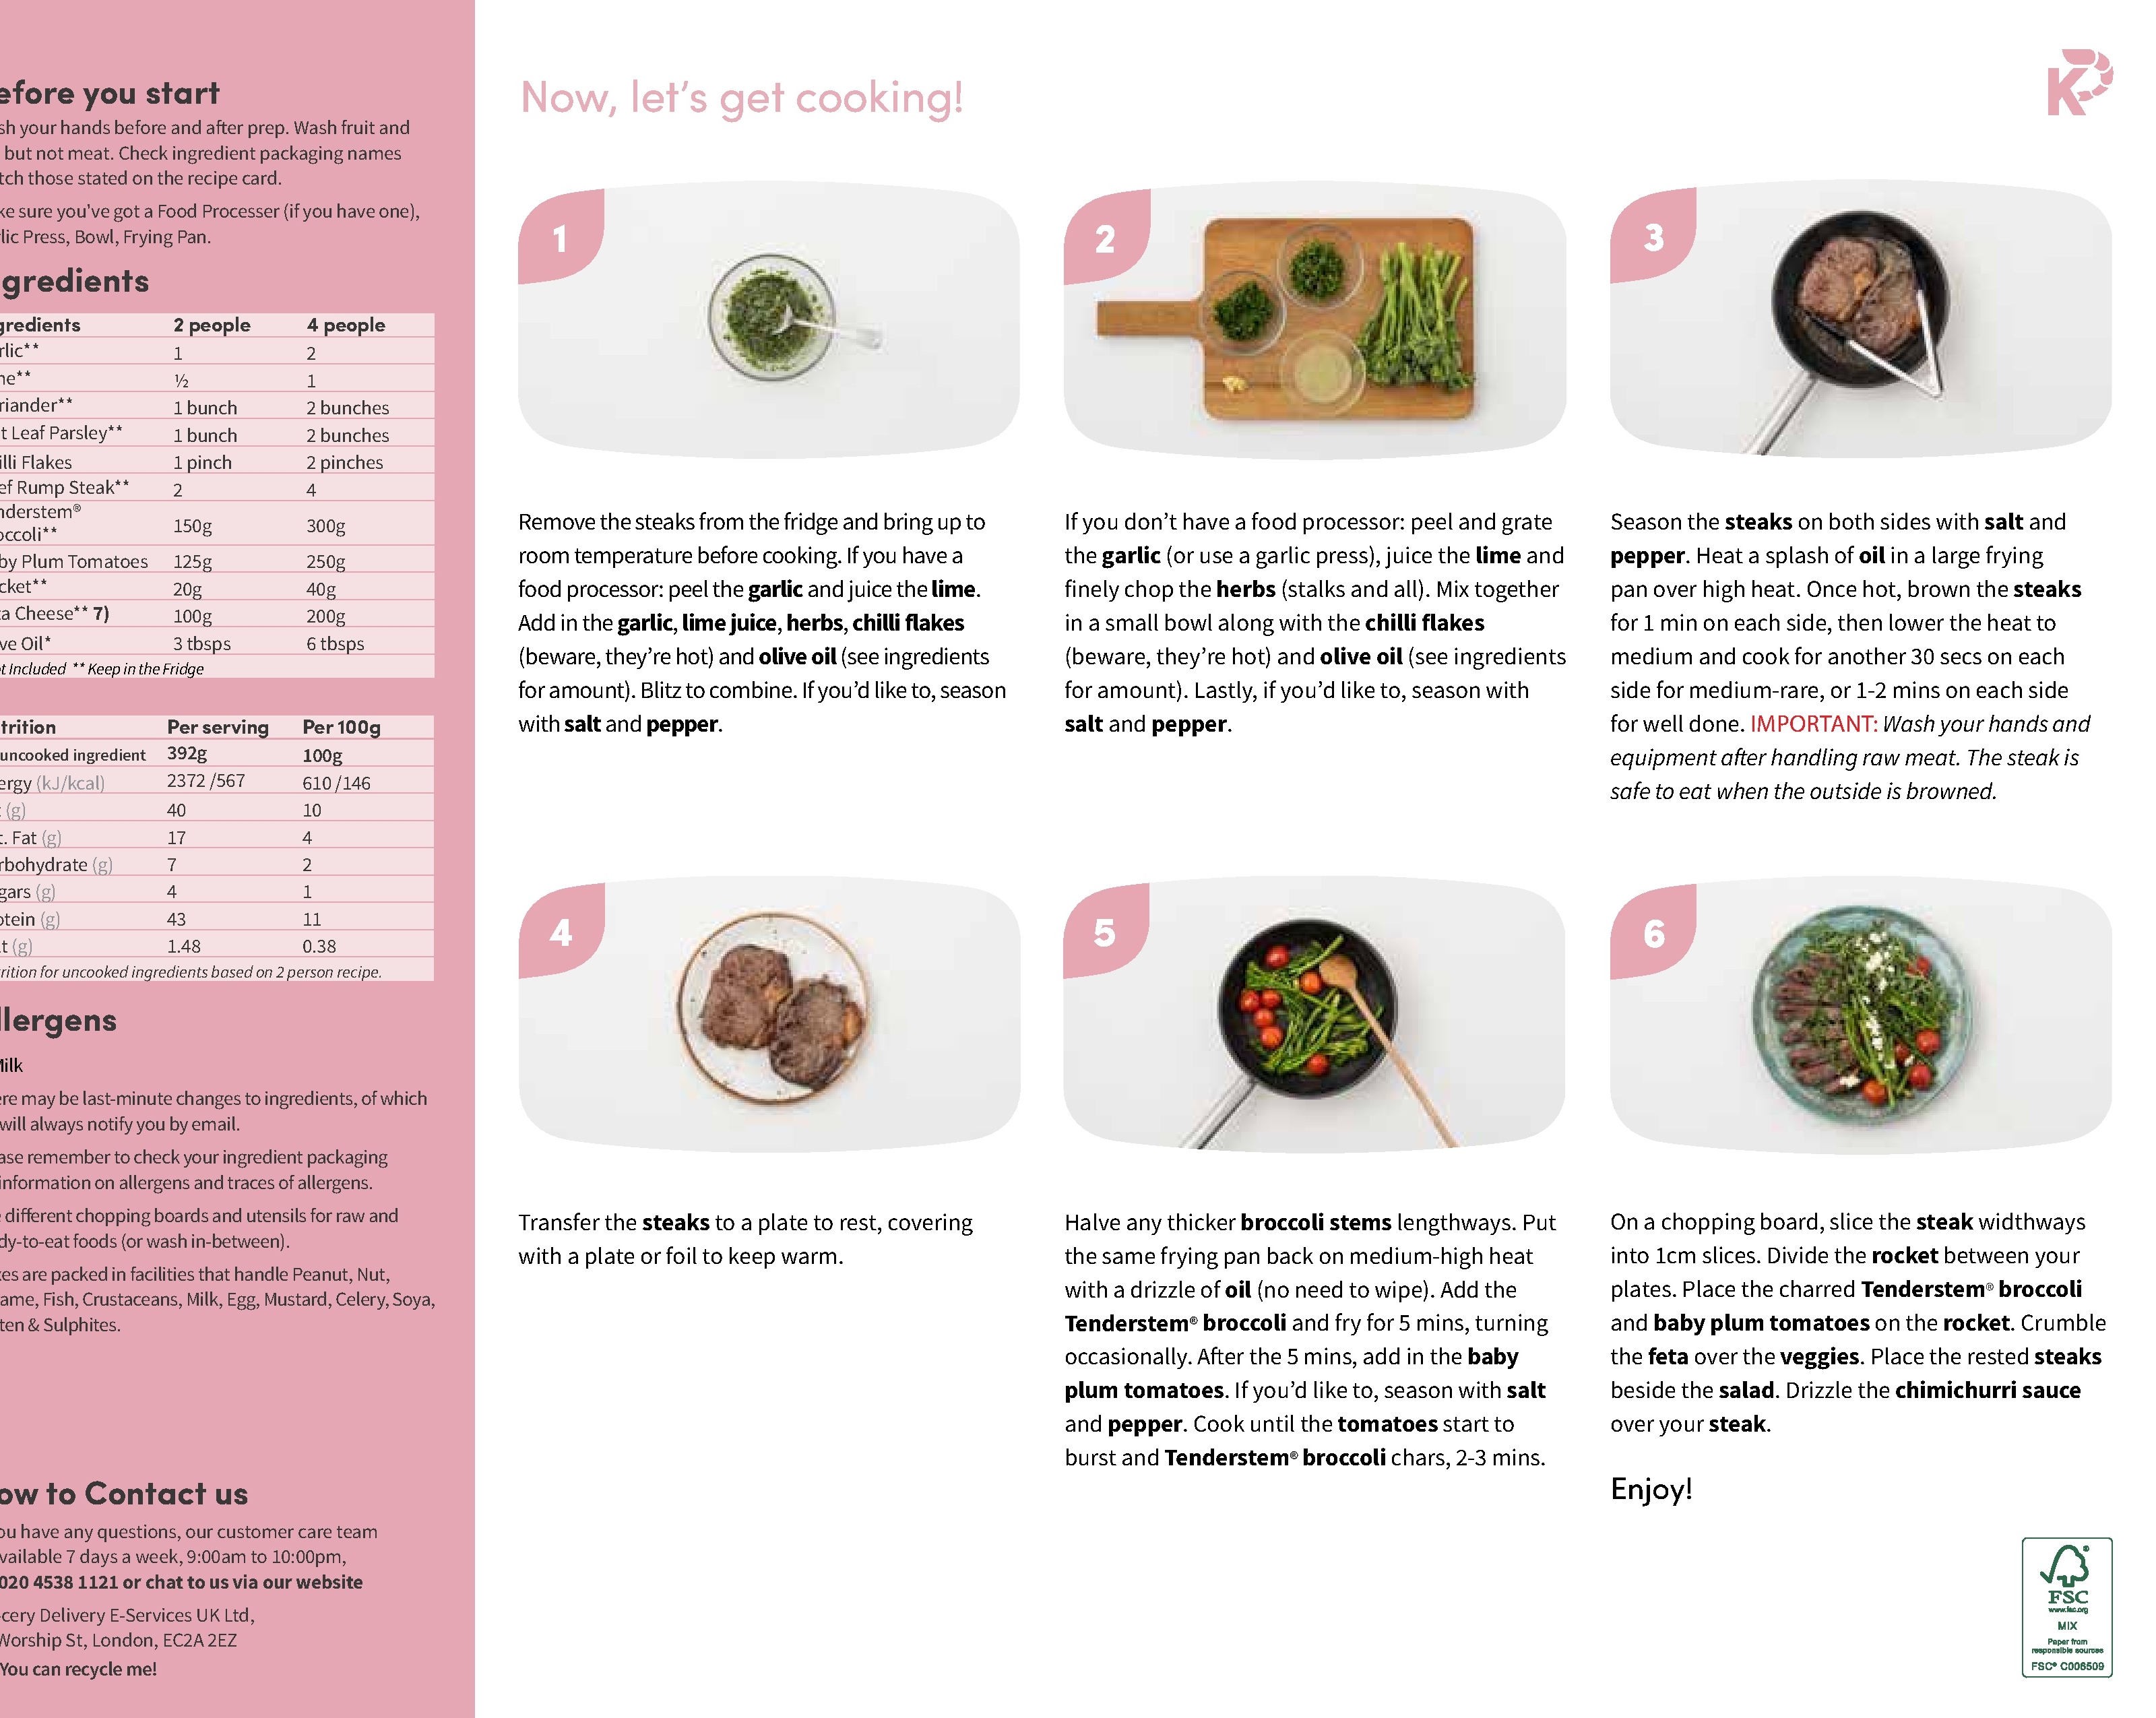 efore you start
sh your hands before and after prep. Wash fruit and
but not meat. Check ingredient packaging names
tch those stated on the recipe card.
ke sure you've got a Food Processer (if you have one),
lic Press, Bowl, Frying Pan.
gredients
gredients 2 people 4 people
rlic** 1 2
ne** ½ 1
riander** 1 bunch 2 bunches
t Leaf Parsley** 1 bunch 2 bunches
illi Flakes 1 pinch 2 pinches
ef Rump Steak** 2 4
nderstem®
occoli** 150g 300g
by Plum Tomatoes 125g 250g
cket** 20g 40g
ta Cheese** 7) 100g 200g
ve Oil* 3 tbsps 6 tbsps
ot Included ** Keep in the Fridge
trition Per serving Per 100g
uncooked ingredient 392g 100g
ergy (kJ/kcal) 2372 /567 610 /146
t (g) 40 10
t. Fat (g) 17 4
rbohydrate (g) 7 2
gars (g) 4 1
otein (g) 43 11
t (g) 1.48 0.38
trition for uncooked ingredients based on 2 person recipe.
llergens
Milk
ere may be last-minute changes to ingredients, of which
will always notify you by email.
ase remember to check your ingredient packaging
information on allergens and traces of allergens.
e different chopping boards and utensils for raw and
dy-to-eat foods (or wash in-between).
xes are packed in facilities that handle Peanut, Nut,
ame, Fish, Crustaceans, Milk, Egg, Mustard, Celery, Soya,
ten & Sulphites.
ow to Contact us
ou have any questions, our customer care team
vailable 7 days a week, 9:00am to 10:00pm,
020 4538 1121 or chat to us via our website
cery Delivery E-Services UK Ltd,
Worship St, London, EC2A 2EZ
You can recycle me!
Now, let's get cooking!
K
1
Remove the steaks from the fridge and bring up to
room temperature before cooking. If you have a
food processor: peel the garlic and juice the lime.
Add in the garlic, lime juice, herbs, chilli flakes
(beware, they're hot) and olive oil (see ingredients
for amount). Blitz to combine. If you'd like to, season
with salt and pepper.
2
If you don't have a food processor: peel and grate
the garlic (or use a garlic press), juice the lime and
finely chop the herbs (stalks and all). Mix together
in a small bowl along with the chilli flakes
(beware, they're hot) and olive oil (see ingredients
for amount). Lastly, if you'd like to, season with
salt and pepper.
3
Season the steaks on both sides with salt and
pepper. Heat a splash of oil in a large frying
pan over high heat. Once hot, brown the steaks
for 1 min on each side, then lower the heat to
medium and cook for another 30 secs on each
side for medium-rare, or 1-2 mins on each side
for well done. IMPORTANT: Wash your hands and
equipment after handling raw meat. The steak is
safe to eat when the outside is browned.
4
Transfer the steaks to a plate to rest, covering
with a plate or foil to keep warm.
5
Halve any thicker broccoli stems lengthways. Put
the same frying pan back on medium-high heat
with a drizzle of oil (no need to wipe). Add the
Tenderstem® broccoli and fry for 5 mins, turning
occasionally. After the 5 mins, add in the baby
plum tomatoes. If you'd like to, season with salt
and pepper. Cook until the tomatoes start to
burst and Tenderstem® broccoli chars, 2-3 mins.
6
On a chopping board, slice the steak widthways
into 1cm slices. Divide the rocket between your
plates. Place the charred Tenderstem® broccoli
and baby plum tomatoes on the rocket. Crumble
the feta over the veggies. Place the rested steaks
beside the salad. Drizzle the chimichurri sauce
over your steak.
Enjoy!
FSC
www.fsc.org
MIX
Paper from
responsible sources
FSC® C006509